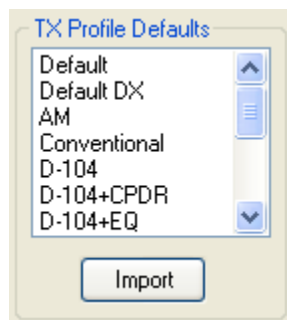 TX Profile Defaults
Default
Default DX
AM
Conventional
D-104
D-104+CPDR
D-104+EQ
Import